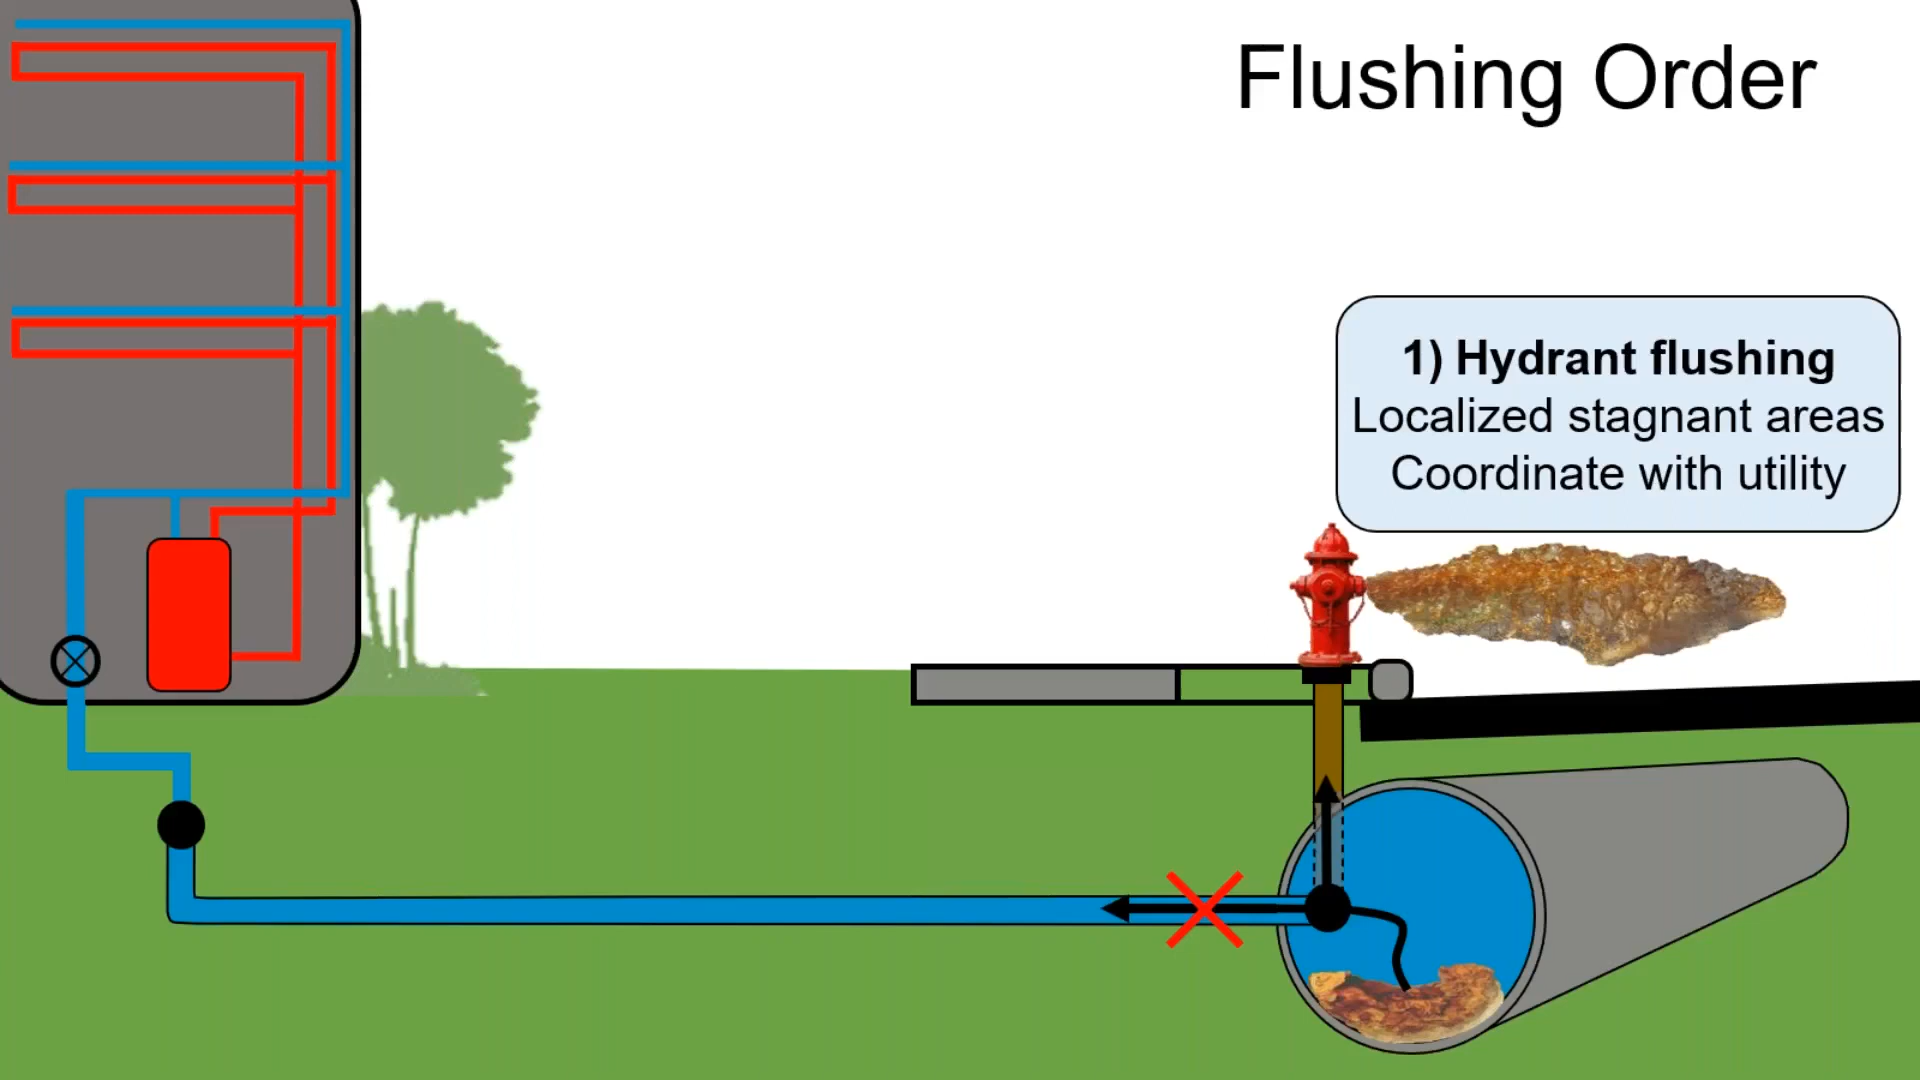 Flushing Order
1) Hydrant flushing
Localized stagnant areas
Coordinate with utility